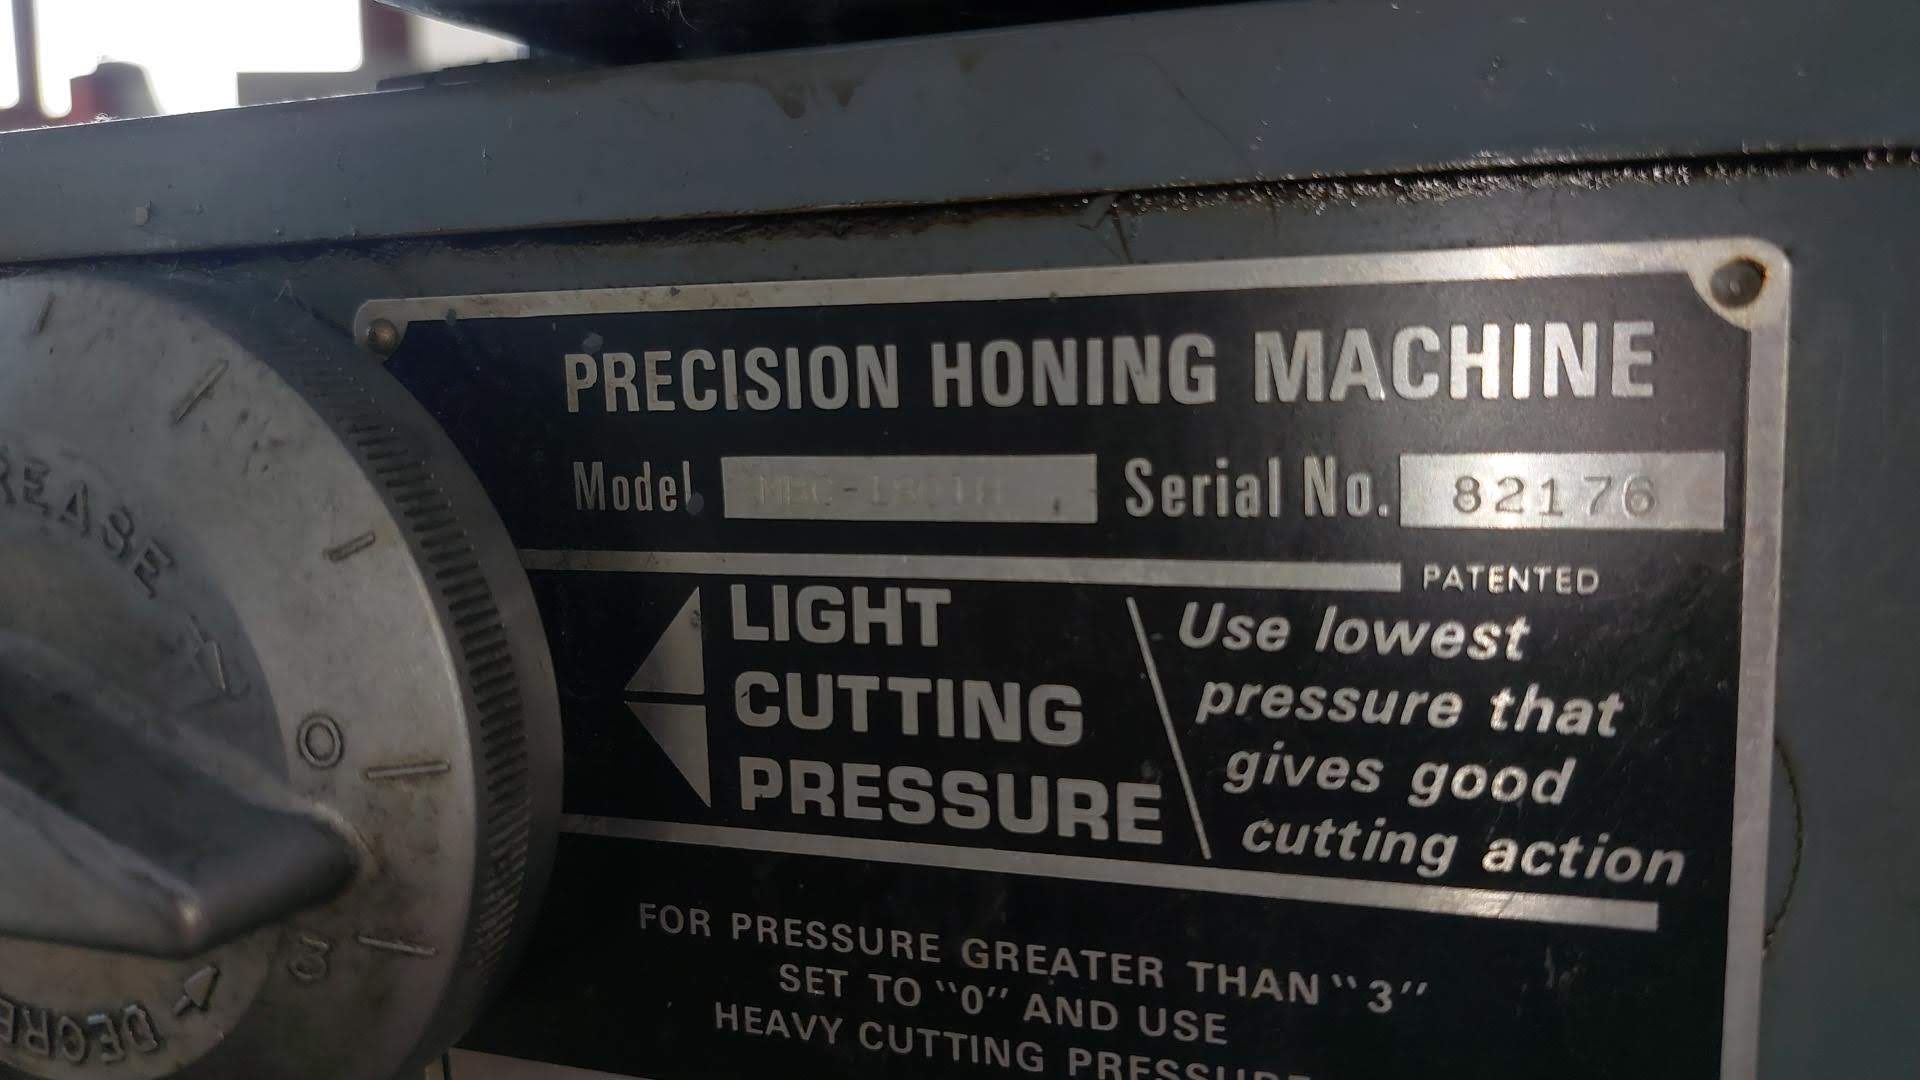 PRECISION HONING MACHINE
Model Serial No. 82176
PATENTED
LIGHT
CUTTING
PRESSURE
Use lowest
pressure that
gives good
cutting action
FOR PRESSURE GREATER THAN "3"
SET TO "0" AND USE
HEAVY CUTTING
0
3